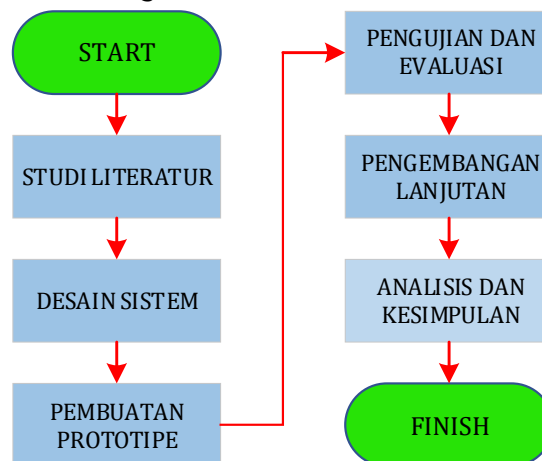 START
STUDI LITERATUR
DESAIN SISTEM
PEMBUATAN
PROTOTIPE
PENGUJIAN DAN
EVALUASI
PENGEMBANGAN
LANJUTAN
ANALISIS DAN
KESIMPULAN
FINISH